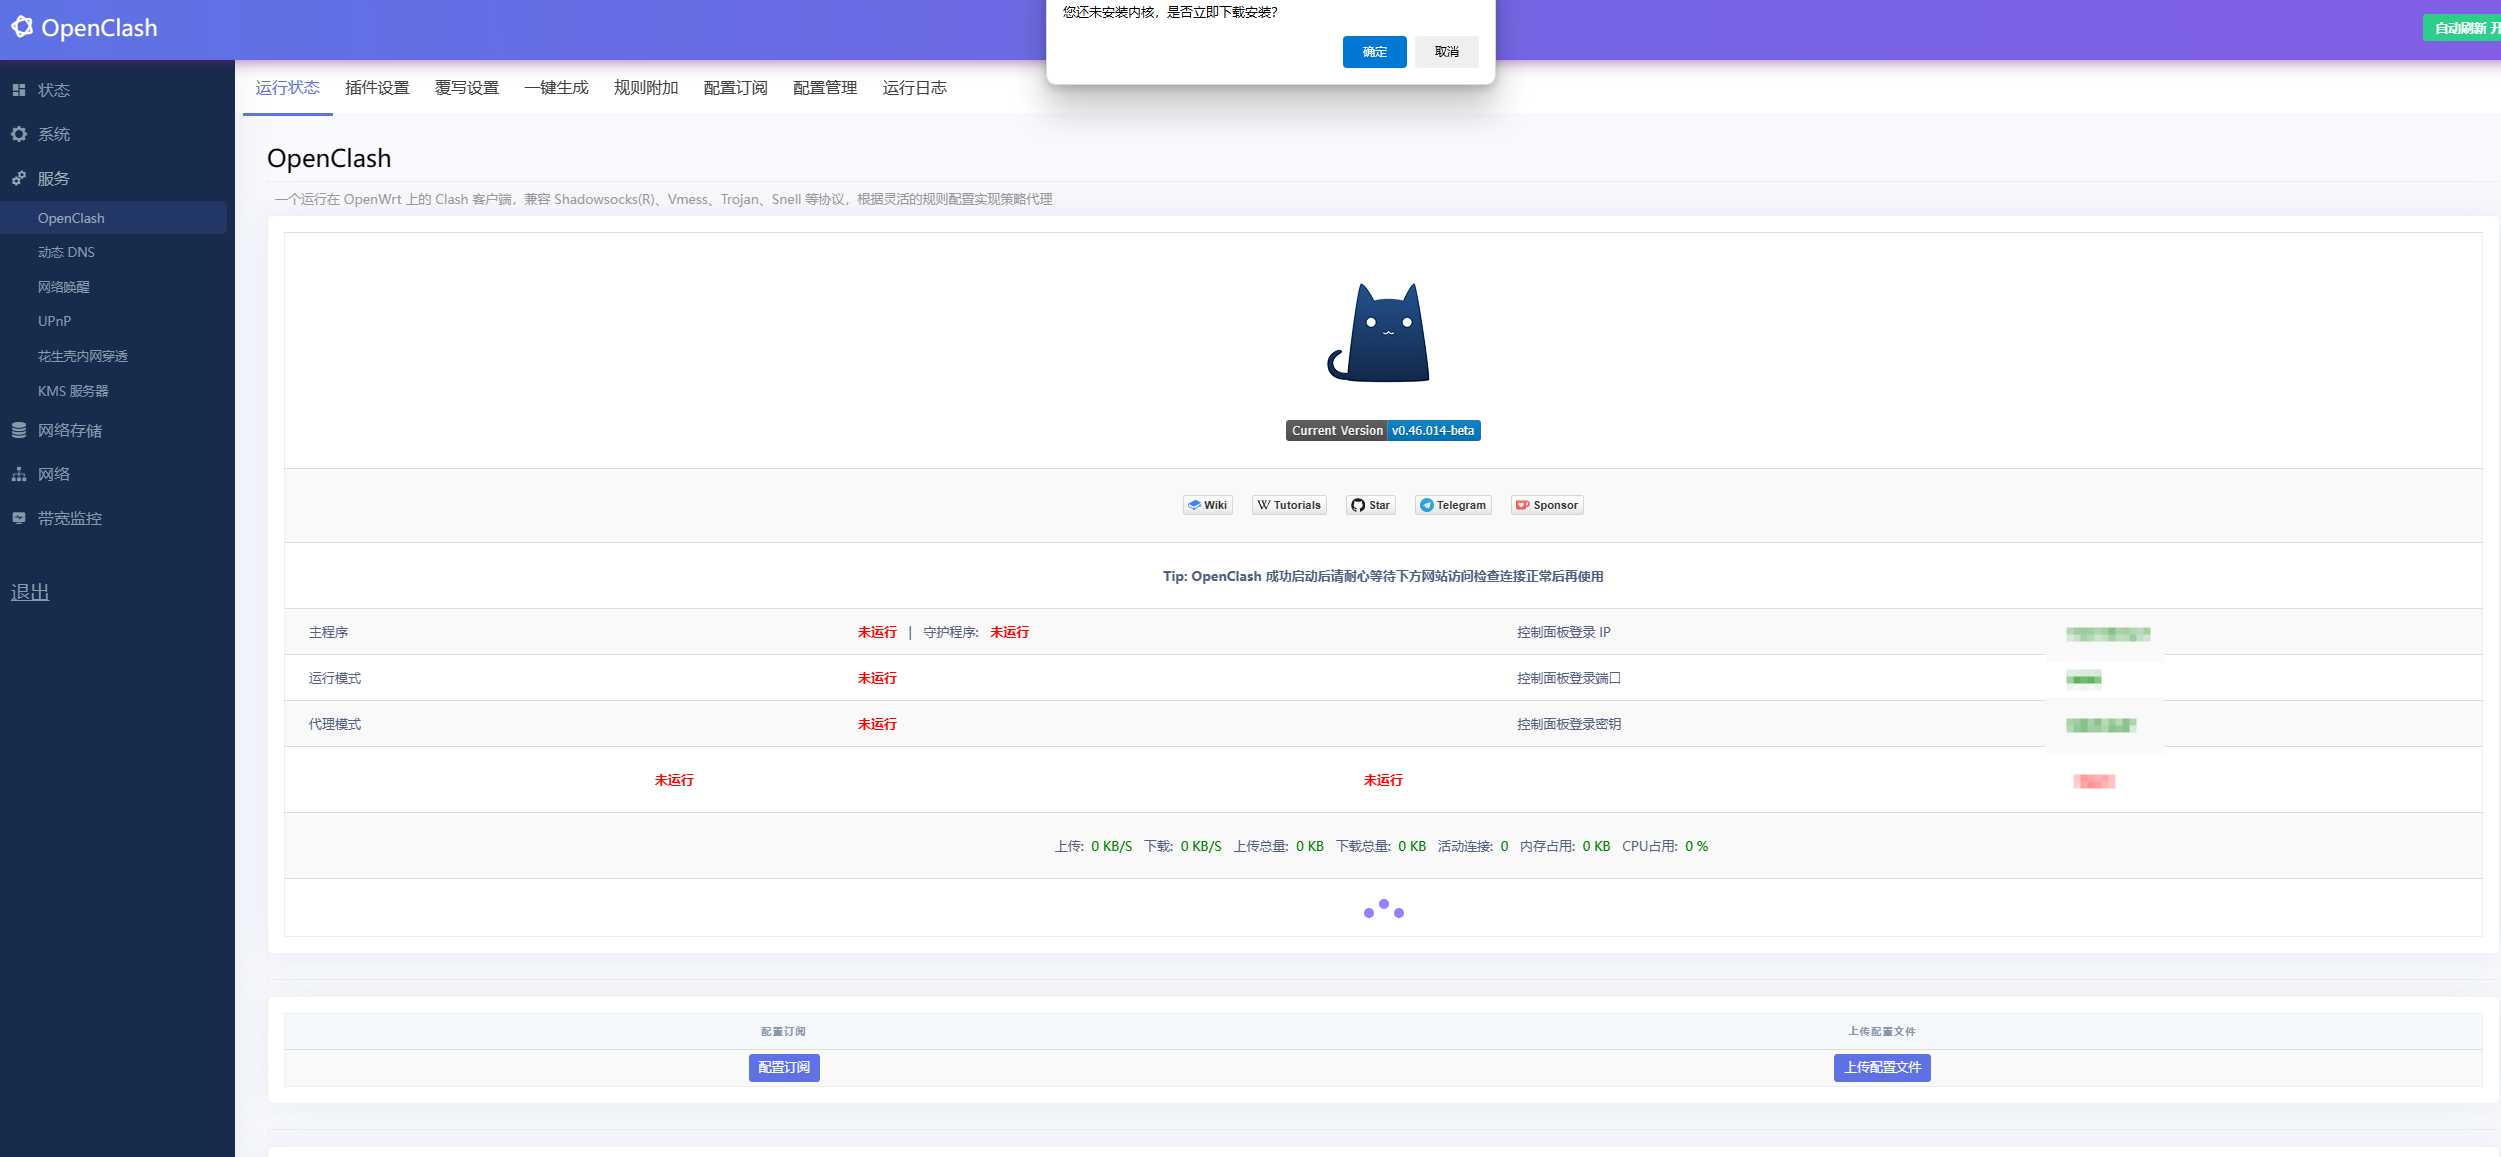 OpenClash
您还未安装内核，是否立即下载安装？
确定
取消
自动刷新 开
状态
系统
服务
OpenClash
动态 DNS
网络唤醒
UPnP
花生壳内网穿透
KMS 服务器
网络存储
网络
带宽监控
退出
运行状态 插件设置 覆写设置 一键生成 规则附加 配置订阅 配置管理 运行日志
OpenClash
一个运行在 OpenWrt 上的 Clash 客户端，兼容 Shadowsocks(R)、Vmess、Trojan、Snell 等协议，根据灵活的规则配置实现策略代理
Current Version v0.46.014-beta
Wiki Tutorials Star Telegram Sponsor
Tip: OpenClash 成功启动后请耐心等待下方网站访问检查连接正常后再使用
主程序 未运行 | 守护程序: 未运行 控制面板登录 IP
运行模式 未运行 控制面板登录端口
代理模式 未运行 控制面板登录密钥
未运行 未运行
上传: 0 KB/S 下载: 0 KB/S 上传总量: 0 KB 下载总量: 0 KB 活动连接: 0 内存占用: 0 KB CPU占用: 0 %
配置订阅 上传配置文件
配置订阅 上传配置文件